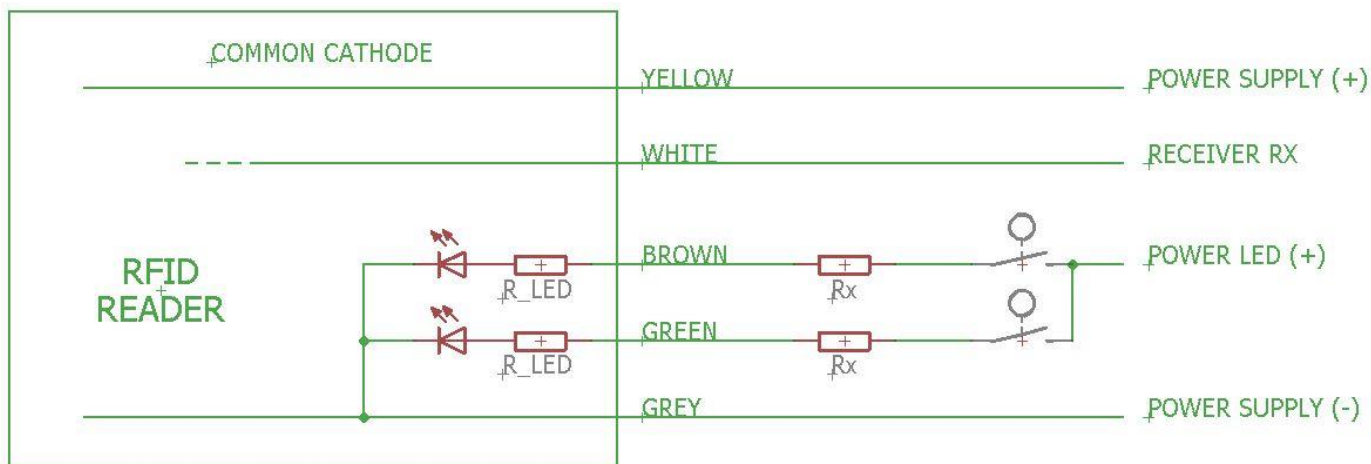 COMMON CATHODE
YELLOW
POWER SUPPLY (+)
WHITE
RECEIVER RX
BROWN
POWER LED (+)
RFID
READER
R_LED
Rx
GREEN
R_LED
Rx
GREY
POWER SUPPLY (-)